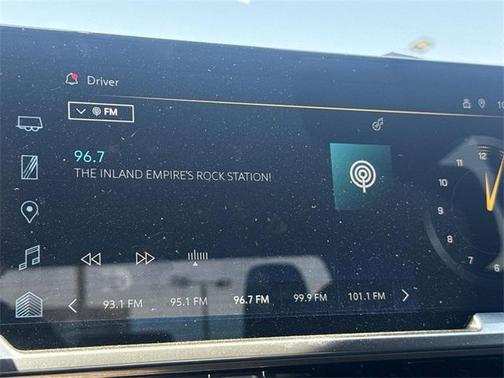 Driver
FM
96.7
THE INLAND EMPIRE'S ROCK STATION!
93.1 FM 95.1 FM 96.7 FM 99.9 FM 101.1 FM
12
11
10
9
8
7
6